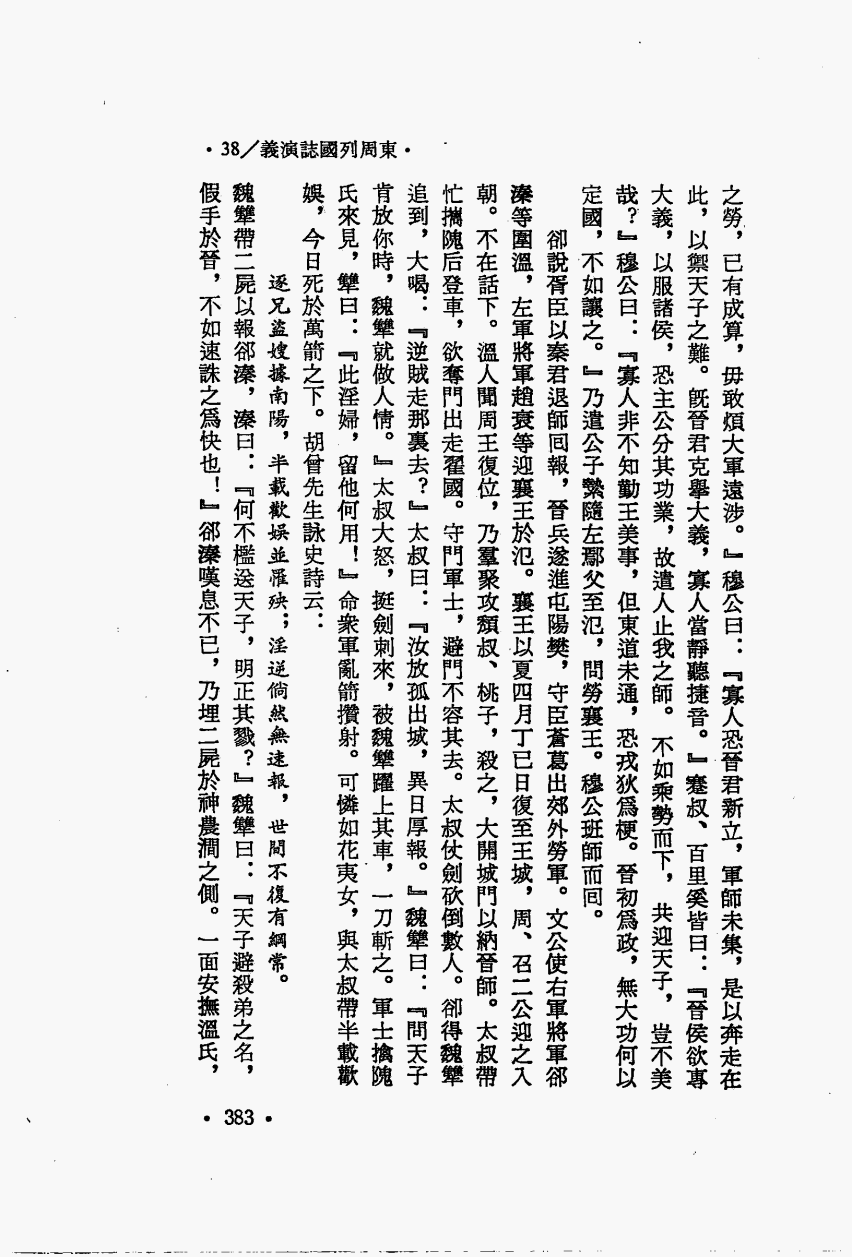 ・東周列國誌演義／38・
之勞，已有成算，毋敢煩大軍遠涉。』穆公曰：『寡人恐晉君新立，軍師未集，是以奔走在
此，以禦天子之難。旣晉君克舉大義，寡人當靜聽捷音。』蹇叔、百里奚皆曰：『晉侯欲專
大義，以服諸侯，恐主公分其功業，故遣人止我之師。不如乘勢而下，共迎天子，豈不美
哉？』穆公曰：『寡人非不知勤王美事，但東道未通，恐戎狄爲梗。晉初爲政，無大功何以
定國，不如讓之。』乃遣公子縶隨左鄢父至氾，問勞襄王。穆公班師而囘。
卻說胥臣以秦君退師囘報，晉兵遂進屯陽樊，守臣蒼葛出郊外勞軍。文公使右軍將軍郤
溱等圍溫，左軍將軍趙衰等迎襄王於氾。襄王以夏四月丁巳日復至王城，周、召二公迎之入
朝。不在話下。溫人聞周王復位，乃羣聚攻頹叔、桃子，殺之，大開城門以納晉師。太叔帶
忙攜隗后登車，欲奪門出走翟國。守門軍士，避門不容其去。太叔仗劍砍倒數人。卻得魏犨
追到，大喝：『逆賊走那裏去？』太叔曰：『汝放孤出城，異日厚報。』魏犨曰：『問天子
肯放你時，魏犨就做人情。』太叔大怒，挺劍刺來，被魏犨躍上其車，一刀斬之。軍士擒隗
氏來見，犨曰：『此淫婦，留他何用！』命衆軍亂箭攢射。可憐如花夷女，與太叔帶半載歡
娛，今日死於萬箭之下。胡曾先生詠史詩云：
逐兄盜嫂據南陽，半載歡娛並罹殃；淫逆倘然無速報，世間不復有綱常。
魏犨帶二屍以報郤溱，溱曰：『何不檻送天子，明正其戮？』魏犨曰：『天子避殺弟之名，
假手於晉，不如速誅之爲快也！』郤溱嘆息不已，乃埋二屍於神農澗之側。一面安撫溫氏，
・383・